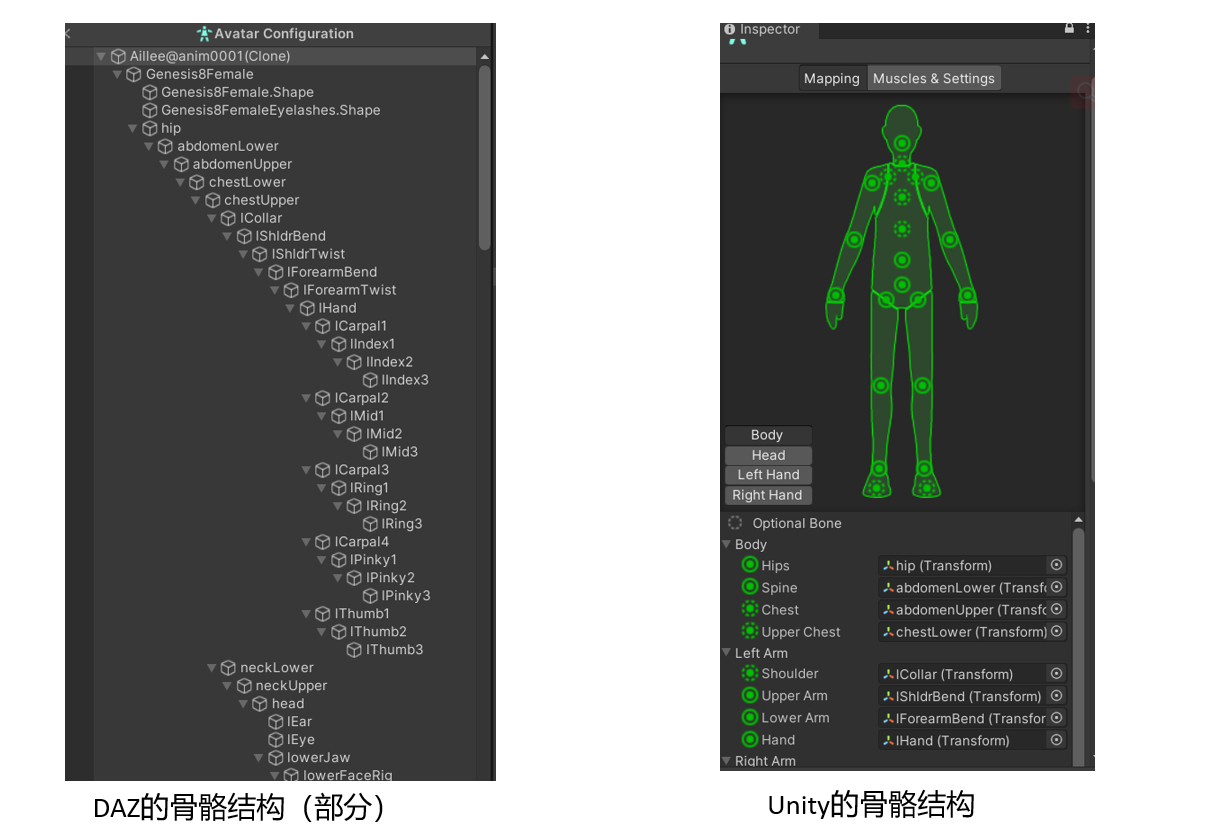 Avatar Configuration
Aillee@anim0001(Clone)
Genesis8Female
Genesis8Female.Shape
Genesis8FemaleEyelashes.Shape
hip
abdomenLower
abdomenUpper
chestLower
chestUpper
lCollar
lShldrBend
lShldrTwist
lForearmBend
lForearmTwist
lHand
lCarpal1
lIndex1
lIndex2
lIndex3
lCarpal2
lMid1
lMid2
lMid3
lCarpal3
lRing1
lRing2
lRing3
lCarpal4
lPinky1
lPinky2
lPinky3
lThumb1
lThumb2
lThumb3
neckLower
neckUpper
head
lEar
lEye
lowerJaw
lowerFaceRig
DAZ的骨骼结构（部分）
Inspector
Mapping Muscles & Settings
Body
Head
Left Hand
Right Hand
Optional Bone
Body
Hips hip (Transform)
Spine abdomenLower (Transfo
Chest abdomenUpper (Transfo
Upper Chest chestLower (Transform)
Left Arm
Shoulder lCollar (Transform)
Upper Arm lShldrBend (Transform)
Lower Arm lForearmBend (Transfor
Hand lHand (Transform)
Right Arm
Unity的骨骼结构